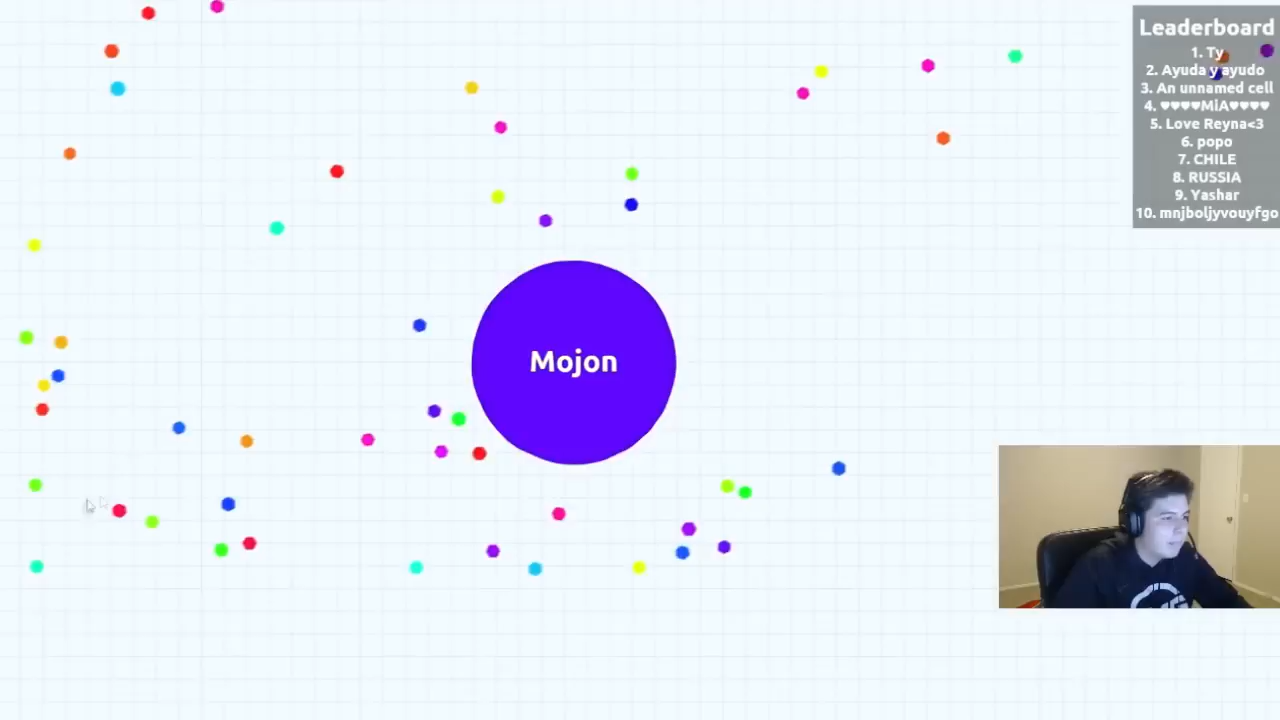 Leaderboard
1. Ty
2. Ayuda y ayudo
3. An unnamed cell
4. ♥♥♥♥MiA♥♥♥♥
5. Love Reyna<3
6. popo
7. CHILE
8. RUSSIA
9. Yashar
10. mnjboljyvouyfgo
Mojon